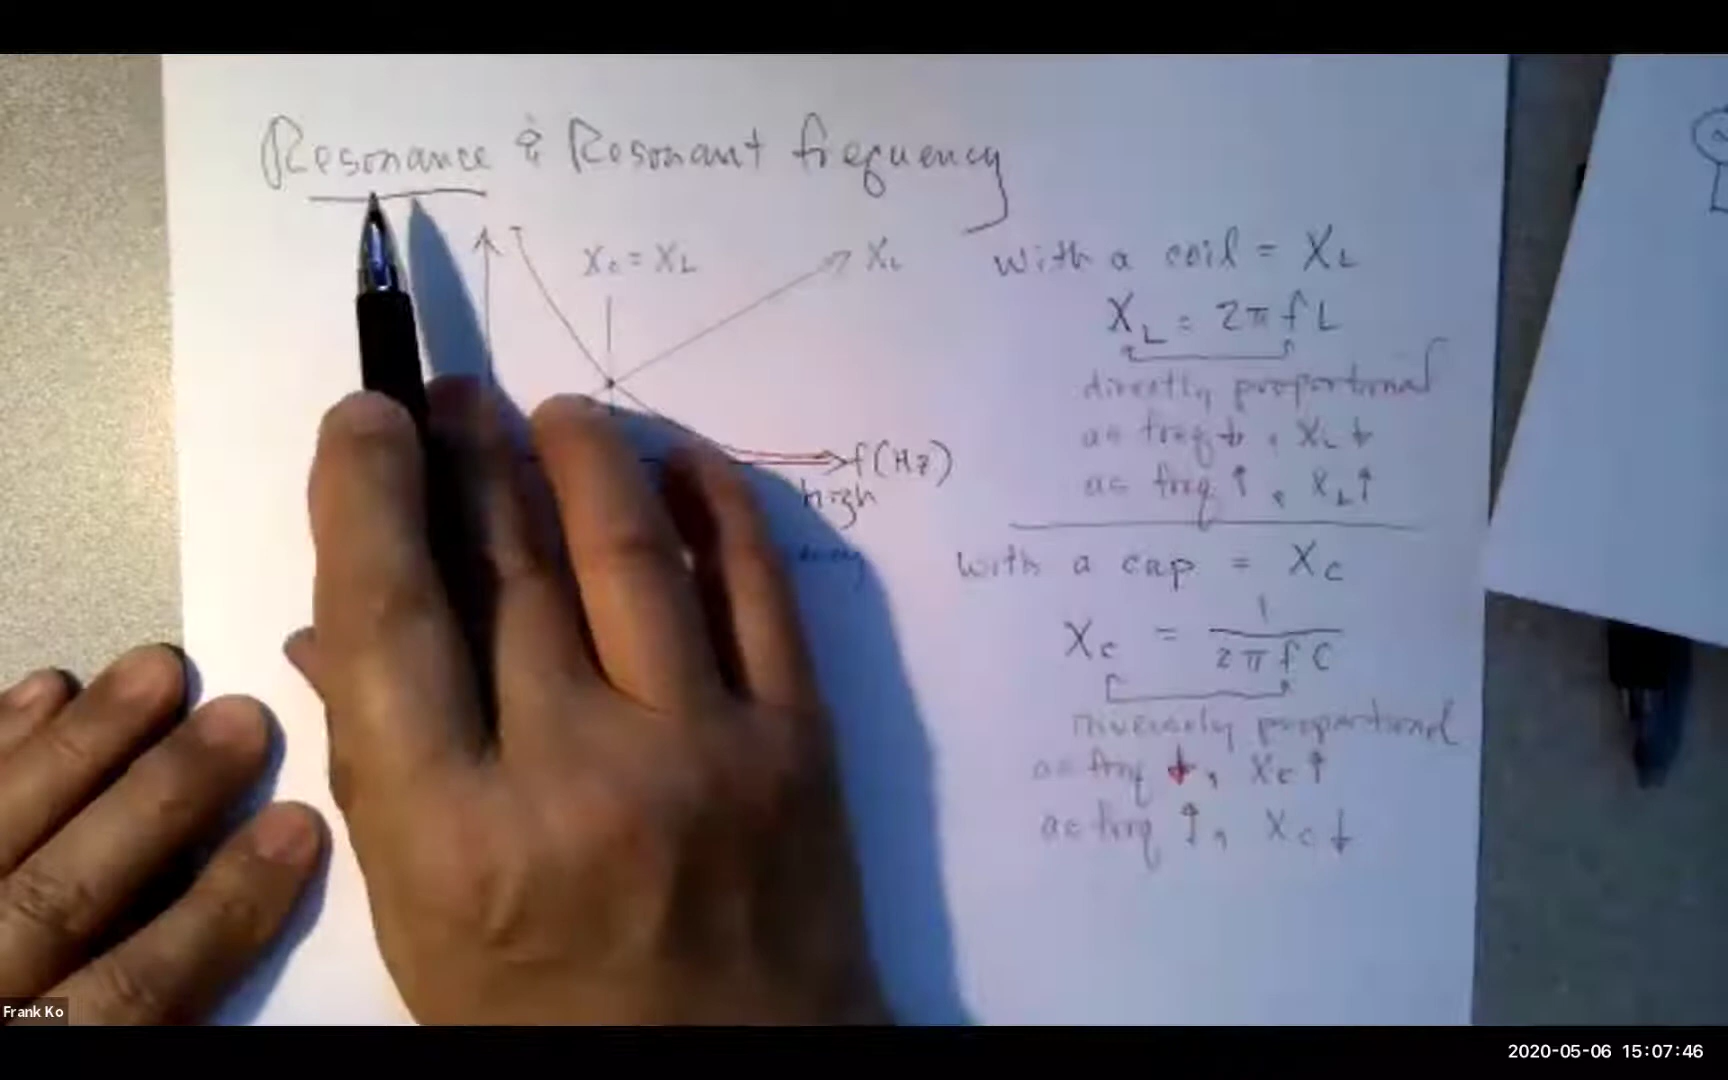 Resonance & Resonant frequency
Xc = XL
XL
f(Hz)
high
with a coil = XL
XL = 2πfL
directly proportional
as freq ↓, XL ↓
as freq ↑, XL ↑
with a cap = Xc
Xc = 1 / 2πfC
inversely proportional
as freq ↓, Xc ↑
as freq ↑, Xc ↓
Frank Ko
2020-05-06 15:07:46